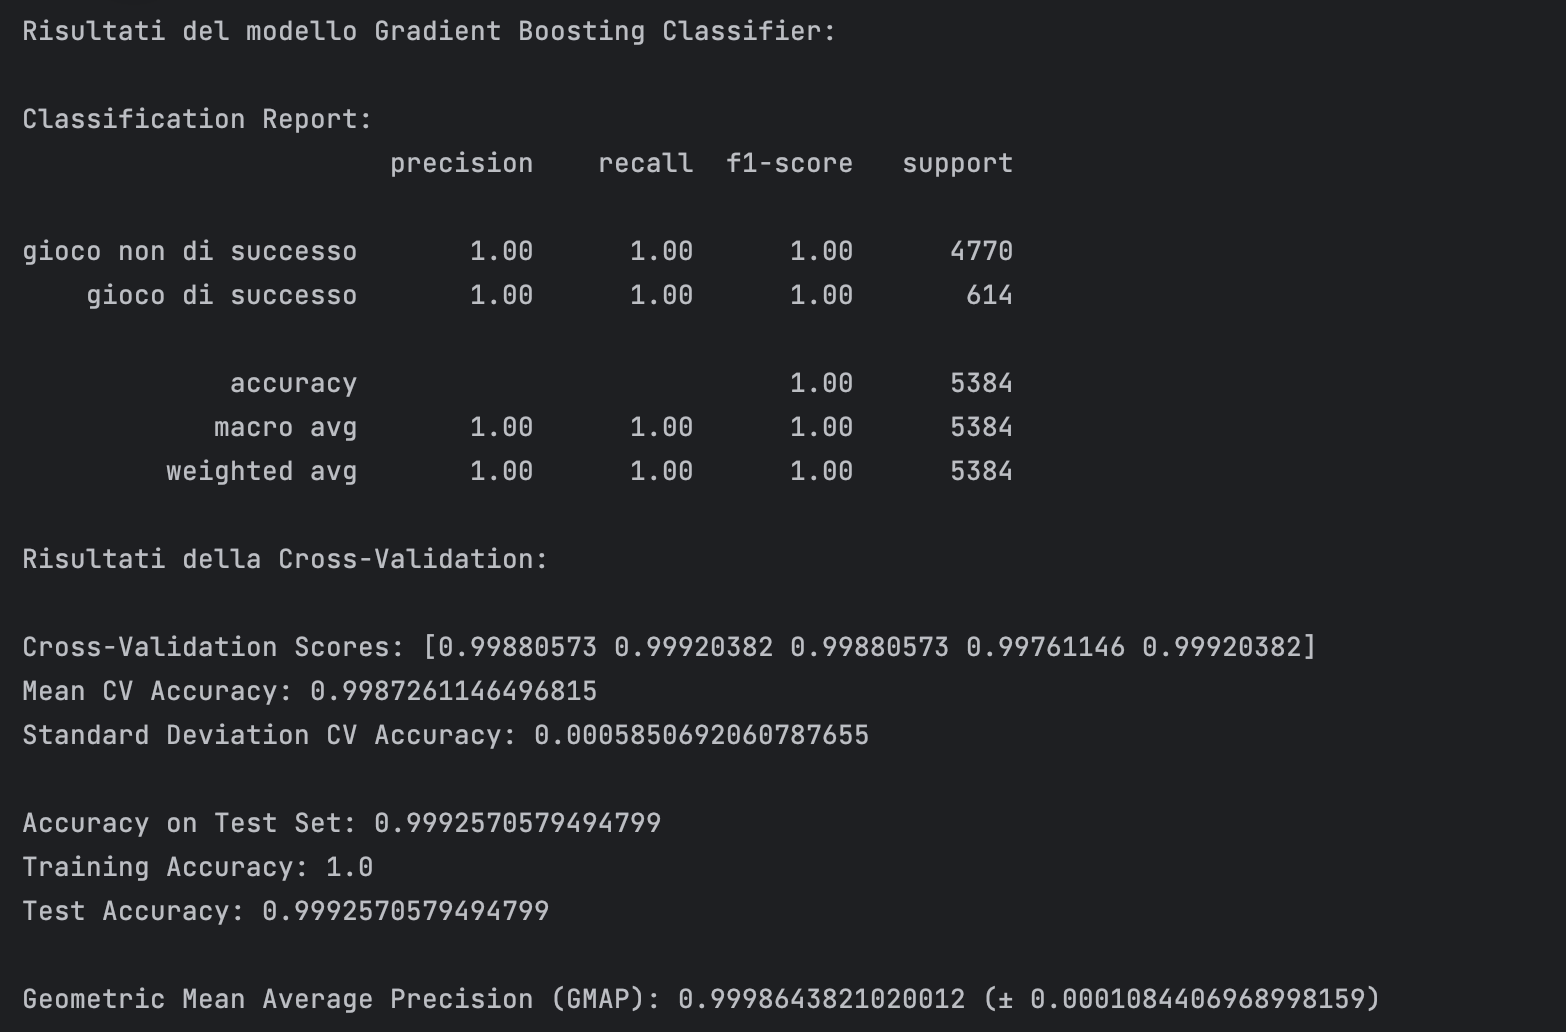 Risultati del modello Gradient Boosting Classifier:
Classification Report:
precision recall f1-score support
gioco non di successo 1.00 1.00 1.00 4770
gioco di successo 1.00 1.00 1.00 614
accuracy 1.00 5384
macro avg 1.00 1.00 1.00 5384
weighted avg 1.00 1.00 1.00 5384
Risultati della Cross-Validation:
Cross-Validation Scores: [0.99880573 0.99920382 0.99880573 0.99761146 0.99920382]
Mean CV Accuracy: 0.9987261146496815
Standard Deviation CV Accuracy: 0.0005850692060787655
Accuracy on Test Set: 0.9992570579494799
Training Accuracy: 1.0
Test Accuracy: 0.9992570579494799
Geometric Mean Average Precision (GMAP): 0.9998643821020012 (± 0.0001084406968998159)